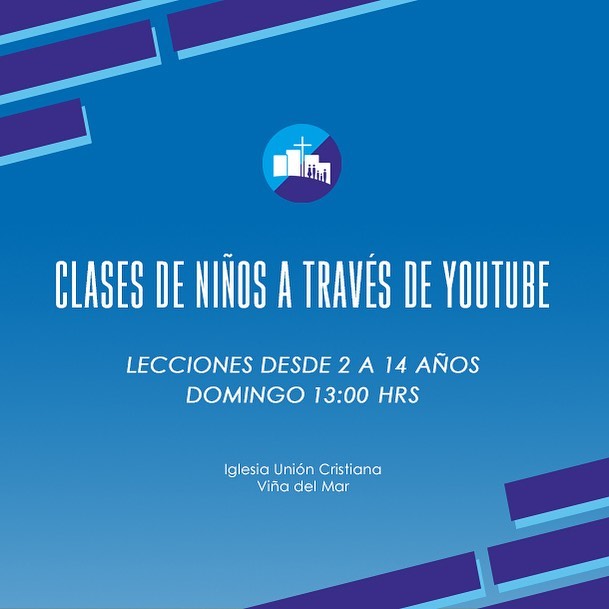 CLASES DE NIÑOS A TRAVÉS DE YOUTUBE
LECCIONES DESDE 2 A 14 AÑOS
DOMINGO 13:00 HRS
Iglesia Unión Cristiana
Viña del Mar